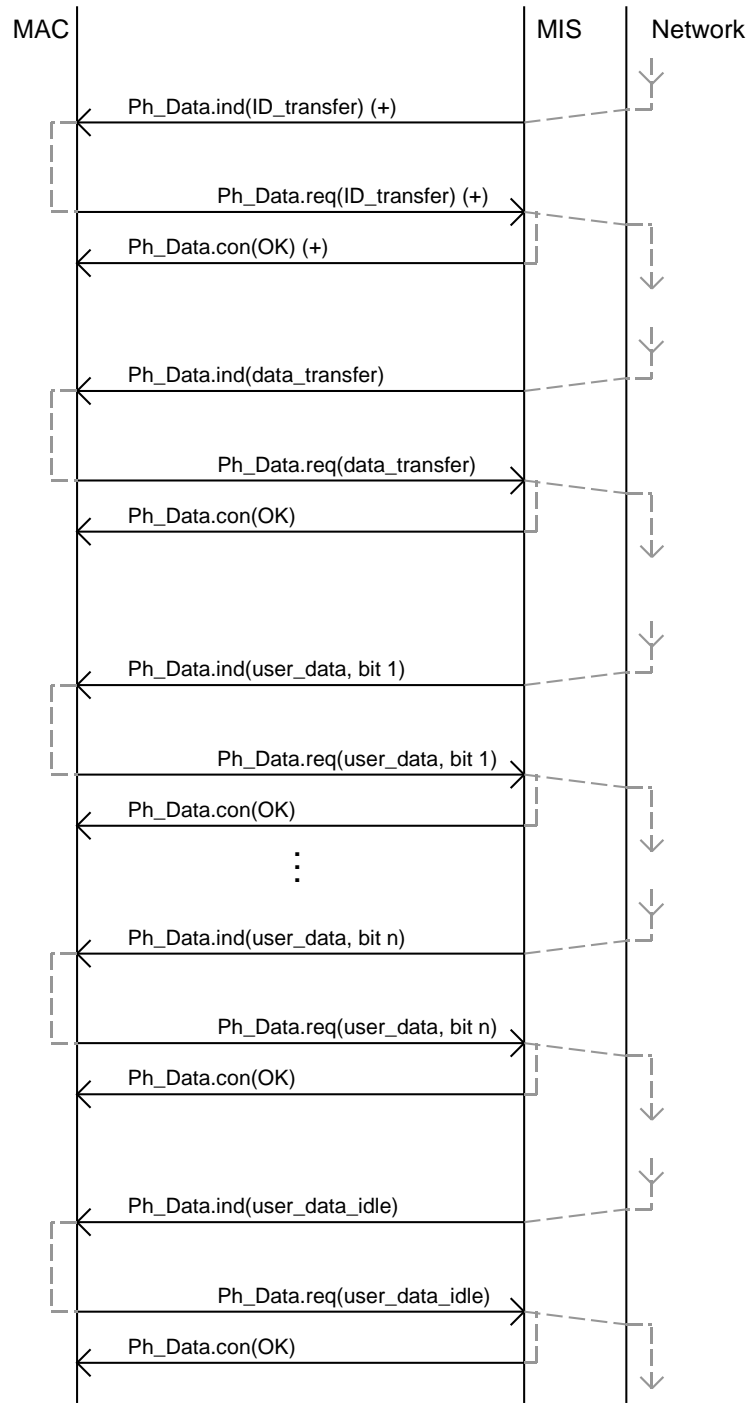 MAC MIS Network
Ph_Data.ind(ID_transfer) (+)
Ph_Data.req(ID_transfer) (+)
Ph_Data.con(OK) (+)
Ph_Data.ind(data_transfer)
Ph_Data.req(data_transfer)
Ph_Data.con(OK)
Ph_Data.ind(user_data, bit 1)
Ph_Data.req(user_data, bit 1)
Ph_Data.con(OK)
⋮
Ph_Data.ind(user_data, bit n)
Ph_Data.req(user_data, bit n)
Ph_Data.con(OK)
Ph_Data.ind(user_data_idle)
Ph_Data.req(user_data_idle)
Ph_Data.con(OK)